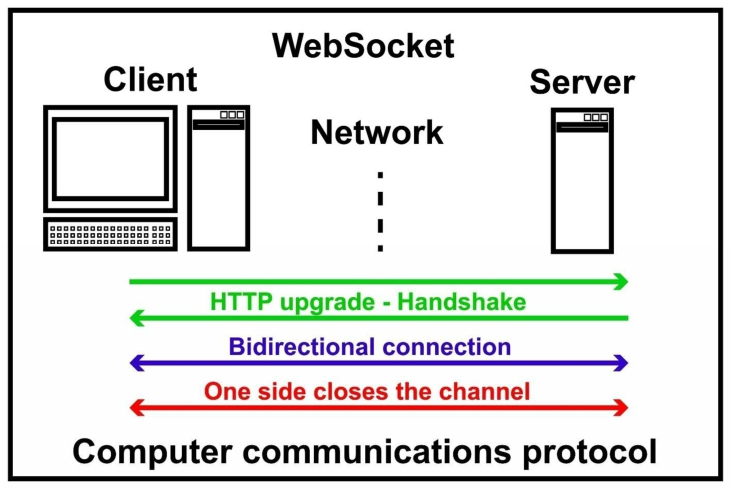 WebSocket
Client
Server
Network
HTTP upgrade - Handshake
Bidirectional connection
One side closes the channel
Computer communications protocol